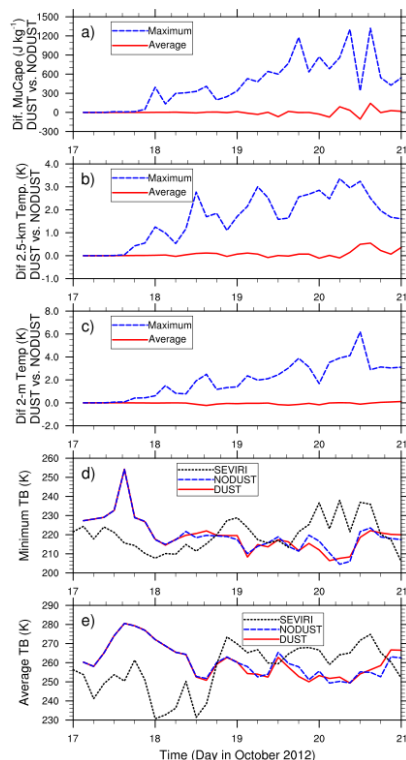 a)
Dif. MuCape (J kg⁻¹)
DUST vs. NODUST
1500
1200
900
600
300
0
-300
Maximum
Average
17 18 19 20 21
b)
Dif 2.5-km Temp. (K)
DUST vs. NODUST
4.0
3.0
2.0
1.0
0.0
-1.0
Maximum
Average
17 18 19 20 21
c)
Dif 2-m Temp (K)
DUST vs. NODUST
8.0
6.0
4.0
2.0
0.0
-2.0
Maximum
Average
17 18 19 20 21
d)
Minimum TB (K)
260
250
240
230
220
210
200
SEVIRI
NODUST
DUST
17 18 19 20 21
e)
Average TB (K)
290
280
270
260
250
240
230
SEVIRI
NODUST
DUST
17 18 19 20 21
Time (Day in October 2012)